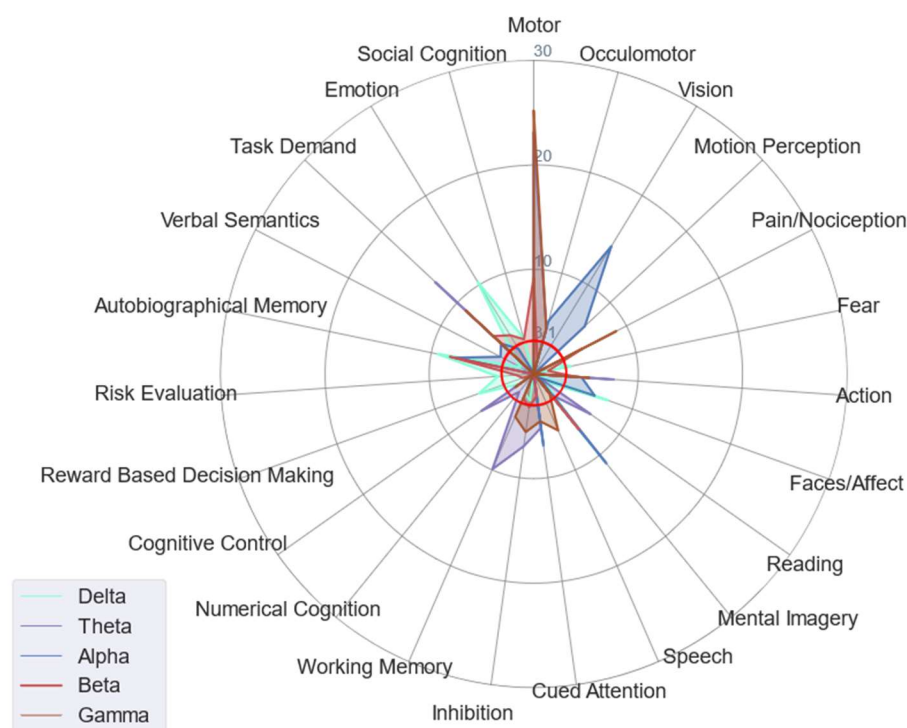 Motor
Occulomotor
Vision
Motion Perception
Pain/Nociception
Fear
Action
Faces/Affect
Reading
Mental Imagery
Speech
Cued Attention
Inhibition
Working Memory
Numerical Cognition
Cognitive Control
Reward Based Decision Making
Risk Evaluation
Autobiographical Memory
Verbal Semantics
Task Demand
Emotion
Social Cognition
30
20
10
3.1
Delta
Theta
Alpha
Beta
Gamma